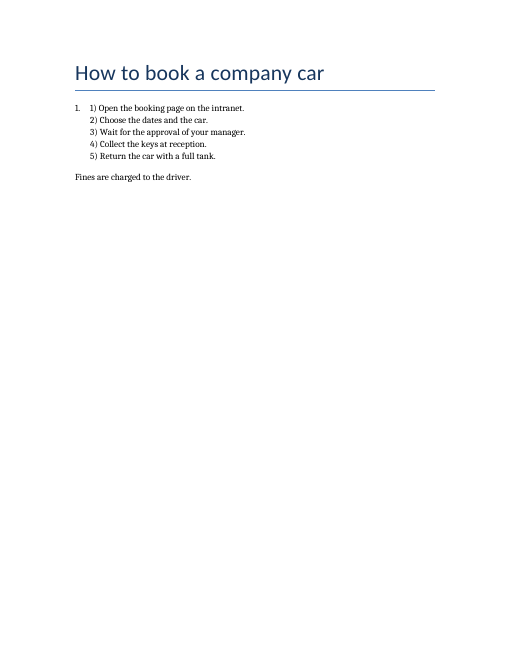 How to book a company car
1. 1) Open the booking page on the intranet.
2) Choose the dates and the car.
3) Wait for the approval of your manager.
4) Collect the keys at reception.
5) Return the car with a full tank.
Fines are charged to the driver.